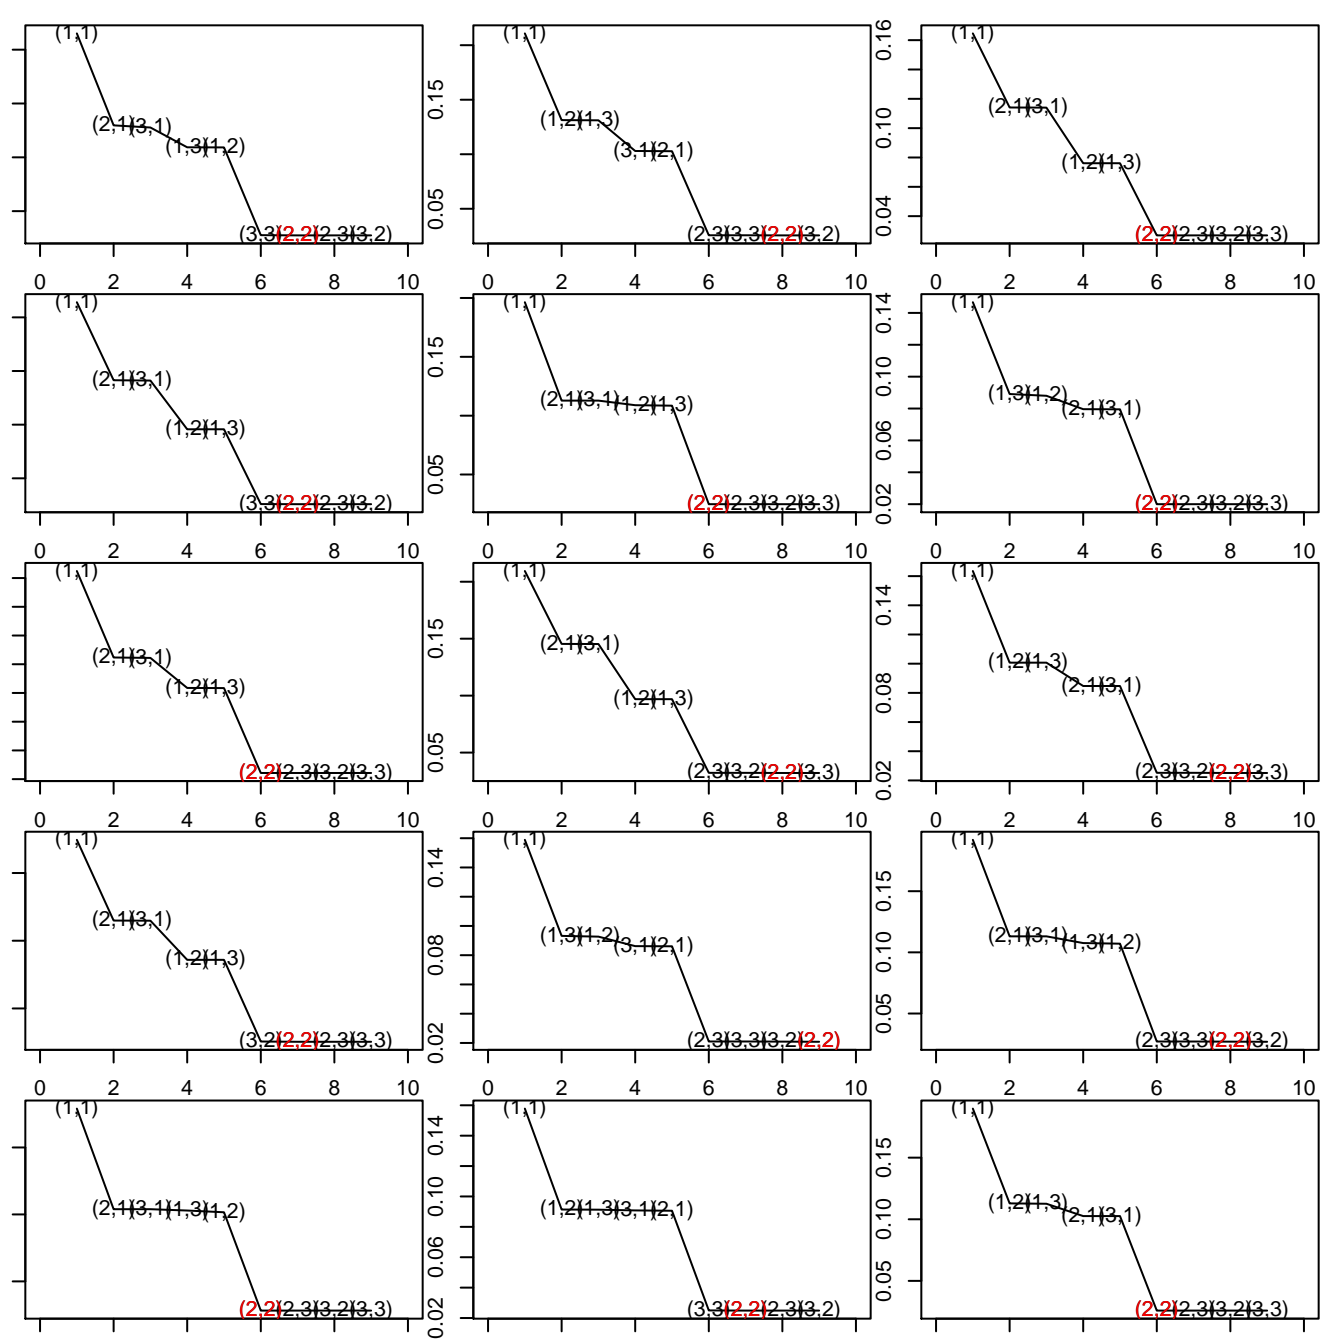 (1,1) (1,1) 0.16 (1,1)
(2,1) (3,1) (1,3) (1,2) 0.15 (1,2) (1,3) (3,1) (2,1) 0.10 (2,1) (3,1) (1,2) (1,3)
(3,3) (2,2) (2,3) (3,2) 0.05 (2,3) (3,3) (2,2) (3,2) 0.04 (2,2) (2,3) (3,2) (3,3)
0 2 4 6 8 10 0 2 4 6 8 10 0 2 4 6 8 10
(1,1) (1,1) 0.14 (1,1)
(2,1) (3,1) (1,2) (1,3) 0.15 (2,1) (3,1) (1,2) (1,3) 0.10 0.06 (1,3) (1,2) (2,1) (3,1)
(3,3) (2,2) (2,3) (3,2) 0.05 (2,2) (2,3) (3,2) (3,3) 0.02 (2,2) (2,3) (3,2) (3,3)
0 2 4 6 8 10 0 2 4 6 8 10 0 2 4 6 8 10
(1,1) (1,1) 0.14 (1,1)
(2,1) (3,1) (1,2) (1,3) 0.15 (2,1) (3,1) (1,2) (1,3) 0.08 (1,2) (1,3) (2,1) (3,1)
(2,2) (2,3) (3,2) (3,3) 0.05 (2,3) (3,2) (2,2) (3,3) 0.02 (2,3) (3,2) (2,2) (3,3)
0 2 4 6 8 10 0 2 4 6 8 10 0 2 4 6 8 10
(1,1) 0.14 (1,1) 0.15 (1,1)
(2,1) (3,1) (1,2) (1,3) 0.08 (1,3) (1,2) (3,1) (2,1) 0.10 (2,1) (3,1) (1,3) (1,2)
(3,2) (2,2) (2,3) (3,3) 0.02 (2,3) (3,3) (3,2) (2,2) 0.05 (2,3) (3,3) (2,2) (3,2)
0 2 4 6 8 10 0 2 4 6 8 10 0 2 4 6 8 10
(1,1) 0.14 (1,1) 0.15 (1,1)
(2,1) (3,1) (1,3) (1,2) 0.10 0.06 (1,2) (1,3) (3,1) (2,1) 0.10 (1,2) (1,3) (2,1) (3,1)
(2,2) (2,3) (3,2) (3,3) 0.02 (3,3) (2,2) (2,3) (3,2) 0.05 (2,2) (2,3) (3,2) (3,3)